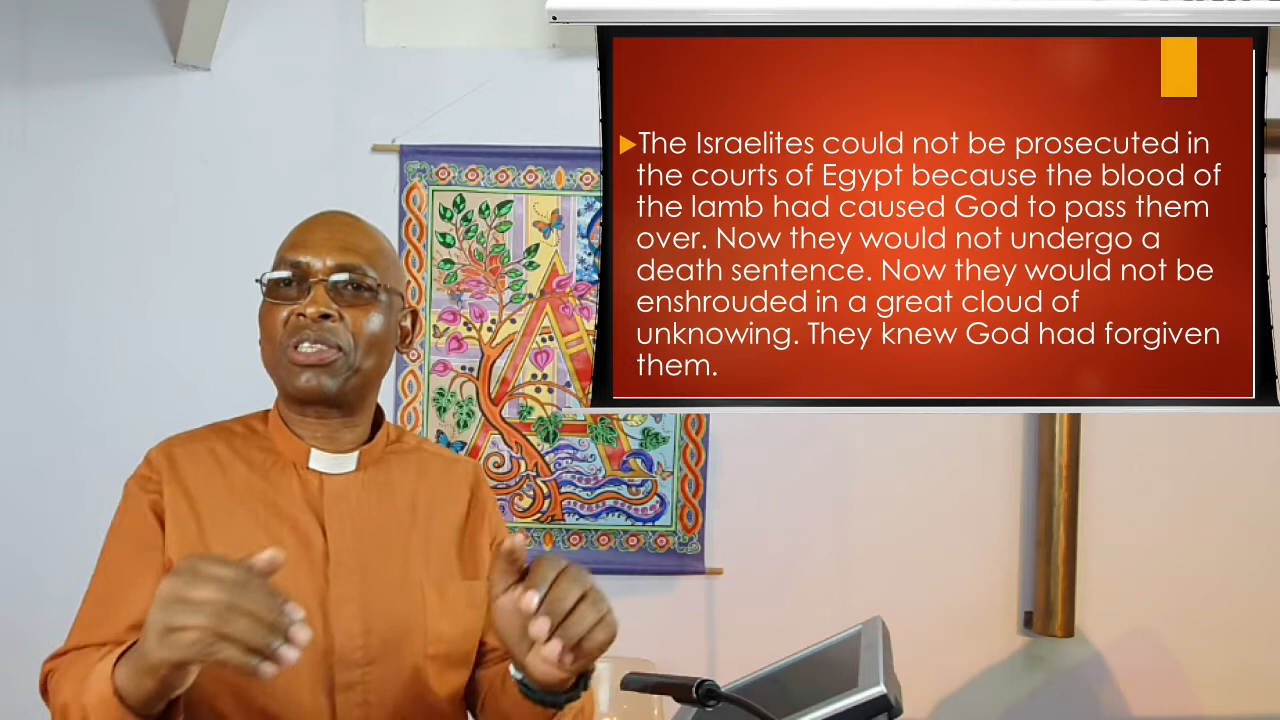 The Israelites could not be prosecuted in
the courts of Egypt because the blood of
the lamb had caused God to pass them
over. Now they would not undergo a
death sentence. Now they would not be
enshrouded in a great cloud of
unknowing. They knew God had forgiven
them.